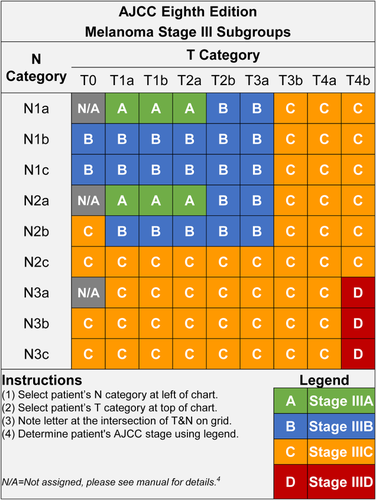 AJCC Eighth Edition
Melanoma Stage III Subgroups
N Category T Category
T0 T1a T1b T2a T2b T3a T3b T4a T4b
N1a N/A A A A B B C C C
N1b B B B B B B C C C
N1c B B B B B B C C C
N2a N/A A A A B B C C C
N2b C B B B B B C C C
N2c C C C C C C C C C
N3a N/A C C C C C C C D
N3b C C C C C C C C D
N3c C C C C C C C C D
Instructions
(1) Select patient's N category at left of chart.
(2) Select patient's T category at top of chart.
(3) Note letter at the intersection of T&N on grid.
(4) Determine patient's AJCC stage using legend.
N/A=Not assigned, please see manual for details.⁴
Legend
A Stage IIIA
B Stage IIIB
C Stage IIIC
D Stage IIID